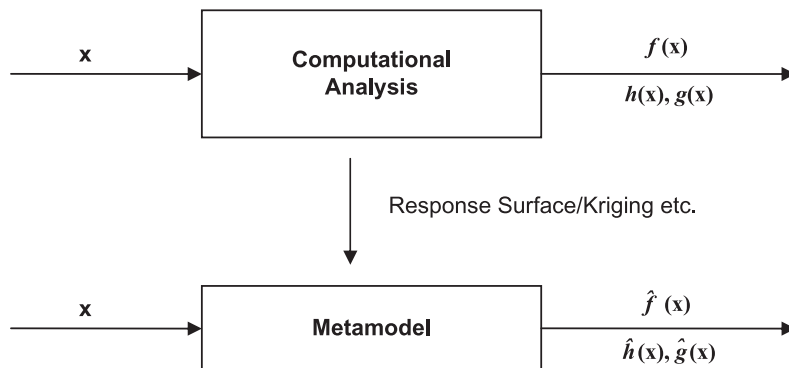 x
Computational
Analysis
f(x)
h(x), g(x)
Response Surface/Kriging etc.
x
Metamodel
f̂ (x)
ĥ(x), ĝ(x)